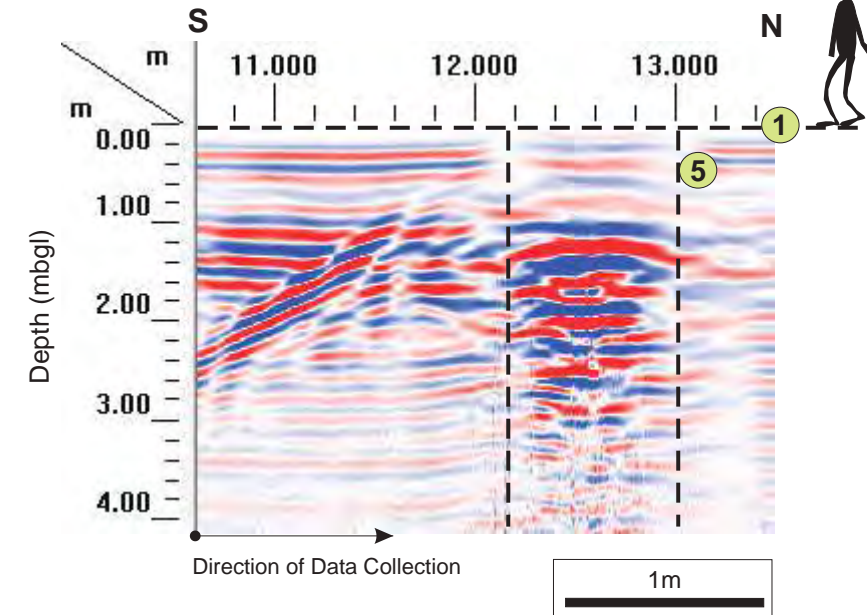 S N
m 11.000 12.000 13.000
m
0.00
1
5
1.00
2.00
3.00
4.00
Depth (mbgl)
Direction of Data Collection
1m